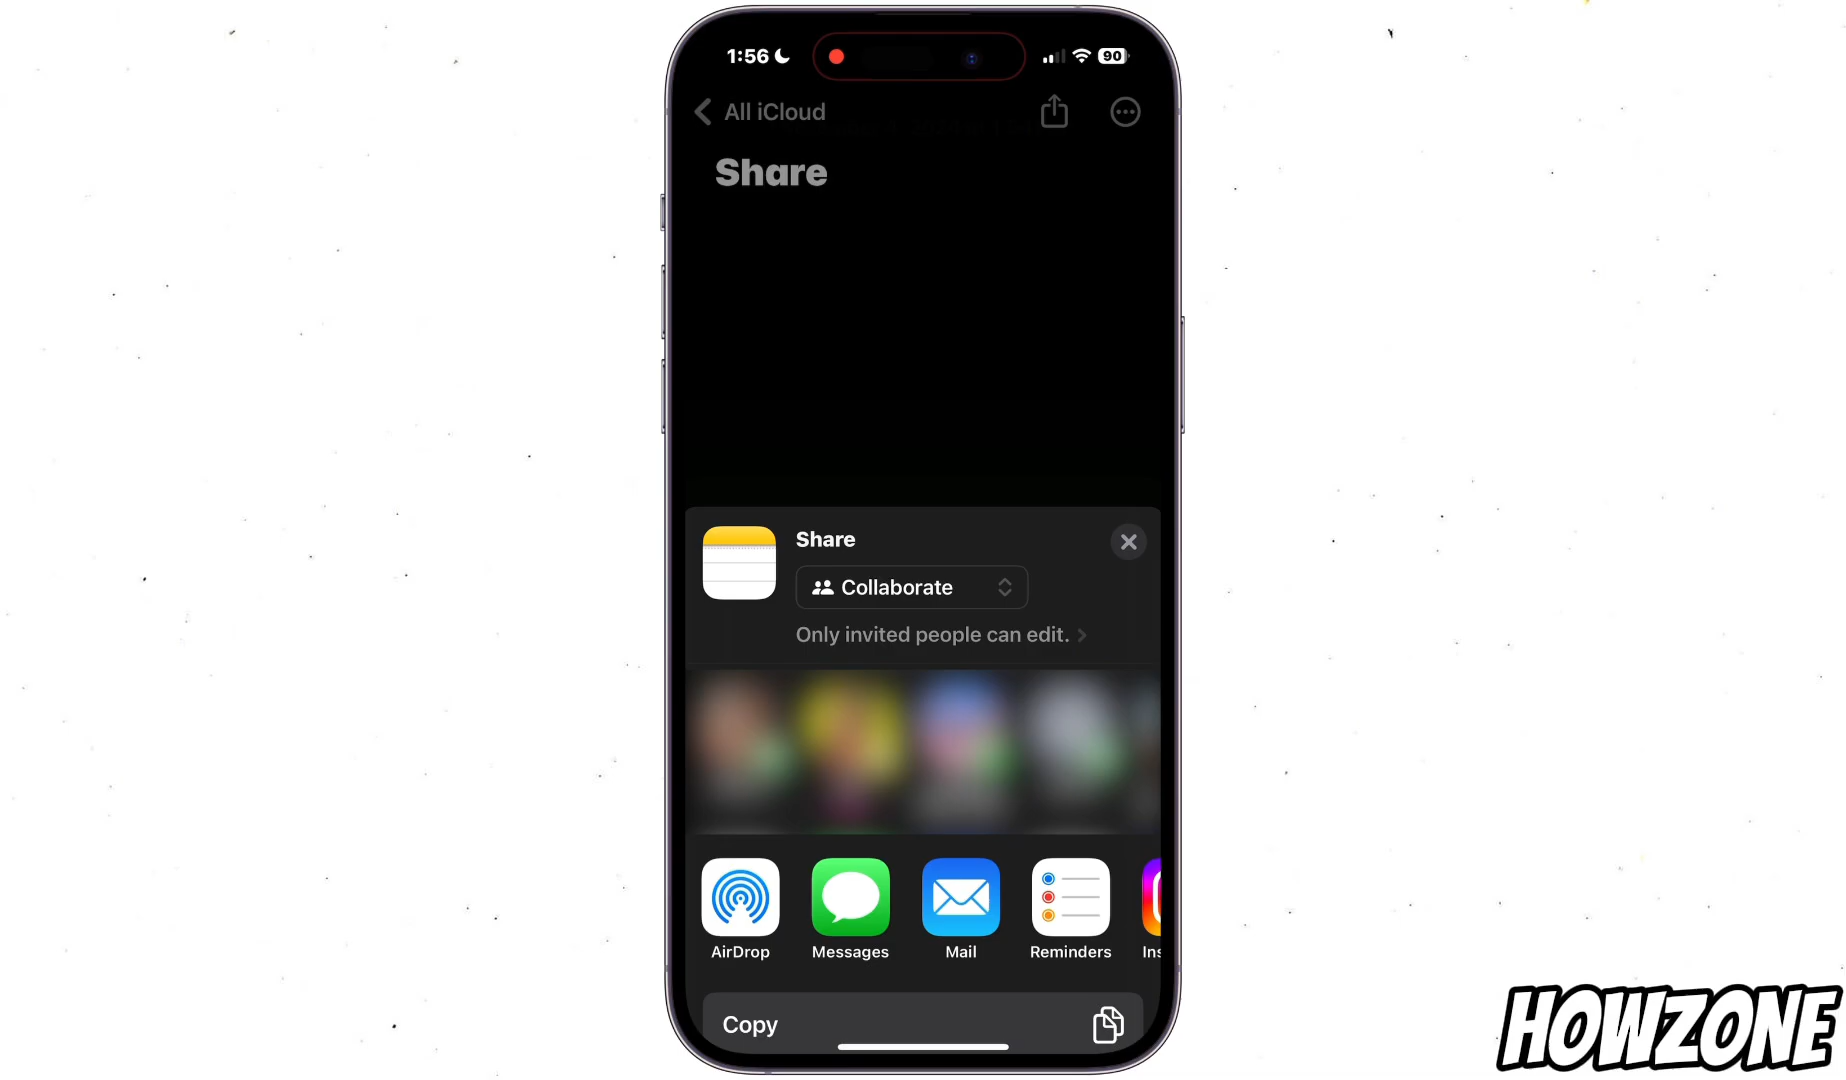 1:56
90
All iCloud
Share
Share
Collaborate
Only invited people can edit.
AirDrop
Messages
Mail
Reminders
Ins
Copy
HOWZONE